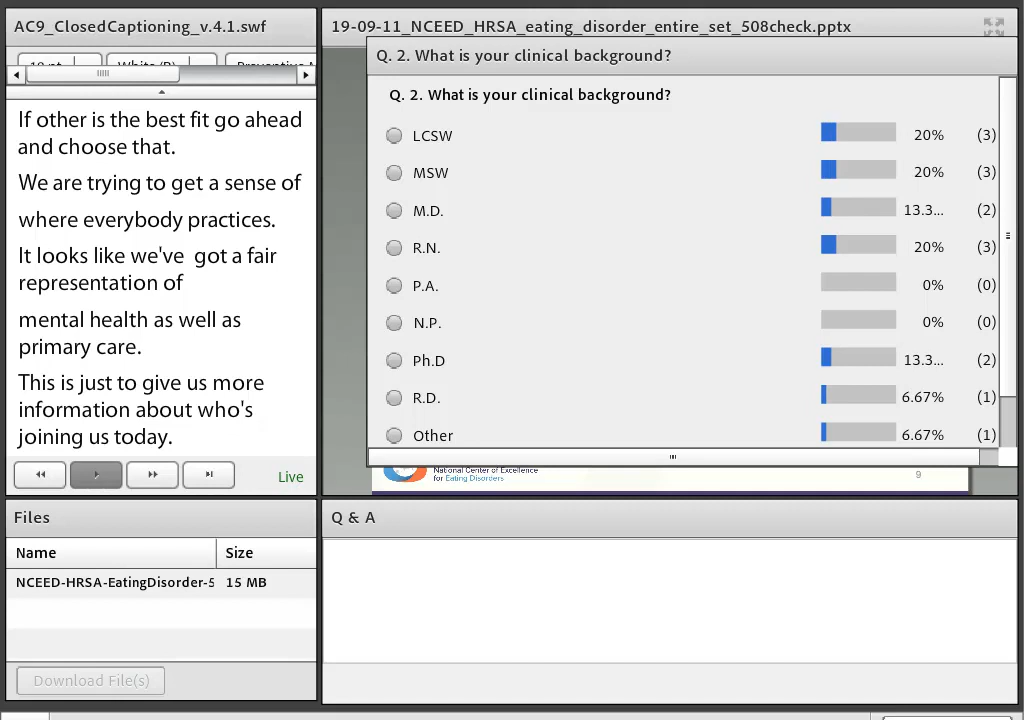 AC9_ClosedCaptioning_v.4.1.swf
If other is the best fit go ahead
and choose that.
We are trying to get a sense of
where everybody practices.
It looks like we've  got a fair
representation of
mental health as well as
primary care.
This is just to give us more
information about who's
joining us today.
Live
19-09-11_NCEED_HRSA_eating_disorder_entire_set_508check.pptx
Q. 2. What is your clinical background?
Q. 2. What is your clinical background?
LCSW 20% (3)
MSW 20% (3)
M.D. 13.3... (2)
R.N. 20% (3)
P.A. 0% (0)
N.P. 0% (0)
Ph.D 13.3... (2)
R.D. 6.67% (1)
Other 6.67% (1)
National Center of Excellence
for Eating Disorders
9
Files
Name Size
NCEED-HRSA-EatingDisorder-5 15 MB
Download File(s)
Q & A